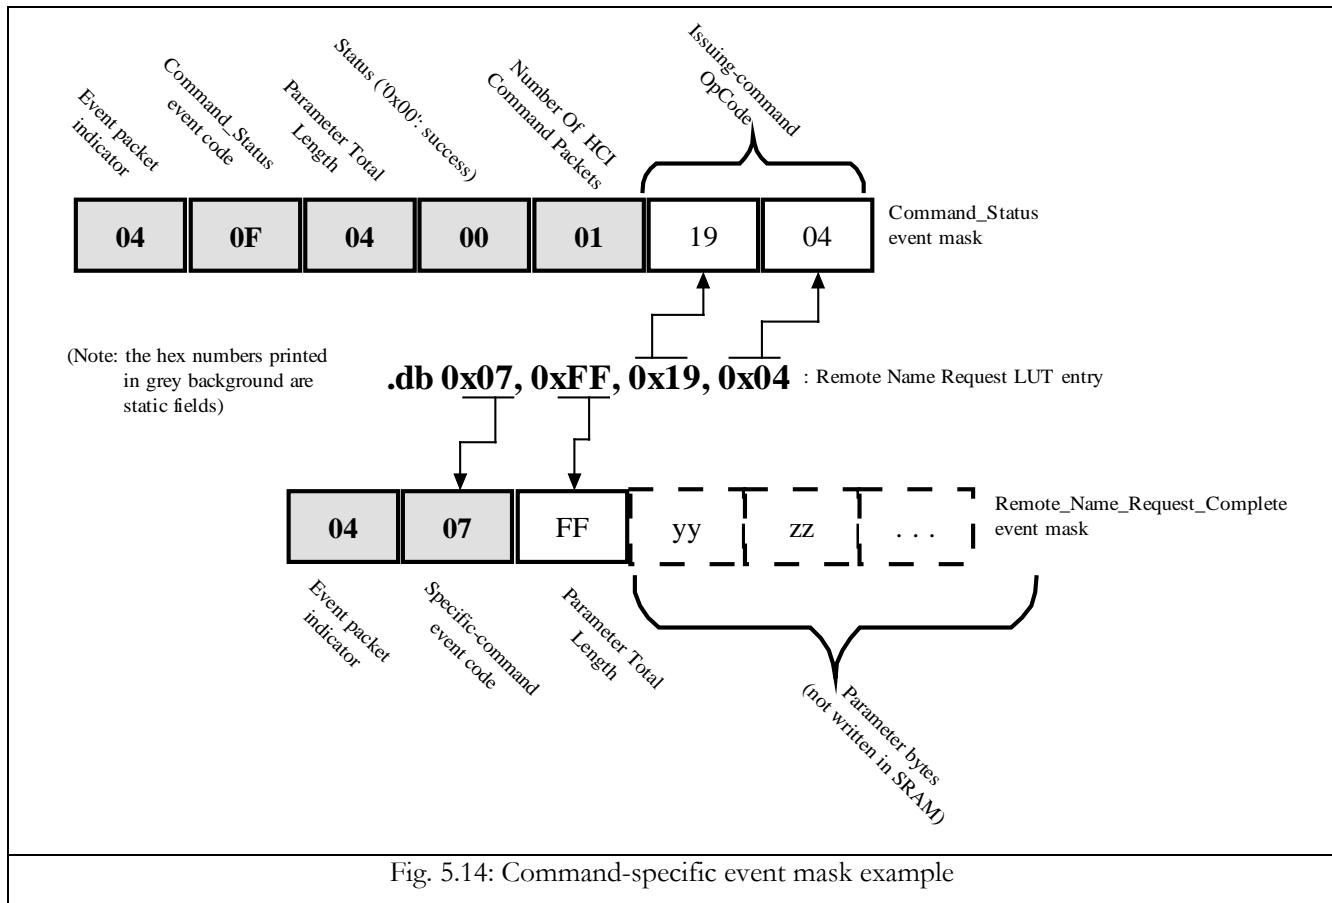 Event packet
indicator
Command_Status
event code
Parameter Total
Length
Status ('0x00': success)
Number Of HCI
Command Packets
Issuing-command
OpCode
04 0F 04 00 01 19 04
Command_Status
event mask
(Note: the hex numbers printed
in grey background are
static fields)
.db 0x07, 0xFF, 0x19, 0x04 : Remote Name Request LUT entry
04 07 FF yy zz . . .
Remote_Name_Request_Complete
event mask
Event packet
indicator
Specific-command
event code
Parameter Total
Length
Parameter bytes
(not written in SRAM)
Fig. 5.14: Command-specific event mask example